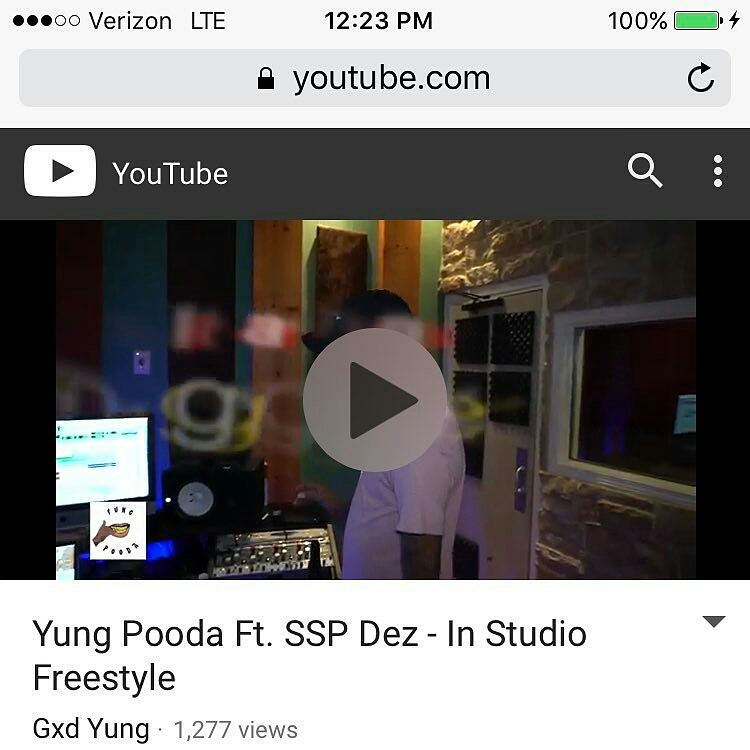 Verizon LTE 12:23 PM 100%
youtube.com
YouTube
YUNG
POODA
Yung Pooda Ft. SSP Dez - In Studio
Freestyle
Gxd Yung · 1,277 views